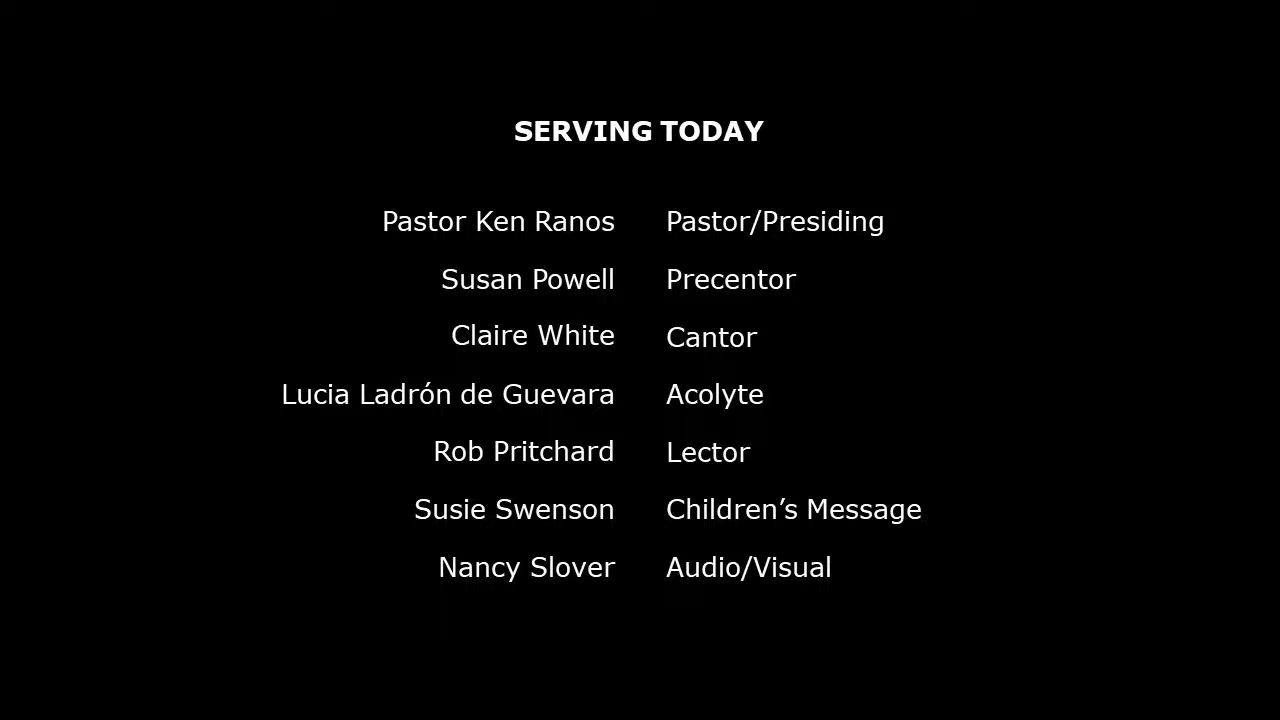 SERVING TODAY
Pastor Ken Ranos Pastor/Presiding
Susan Powell Precentor
Claire White Cantor
Lucia Ladrón de Guevara Acolyte
Rob Pritchard Lector
Susie Swenson Children’s Message
Nancy Slover Audio/Visual